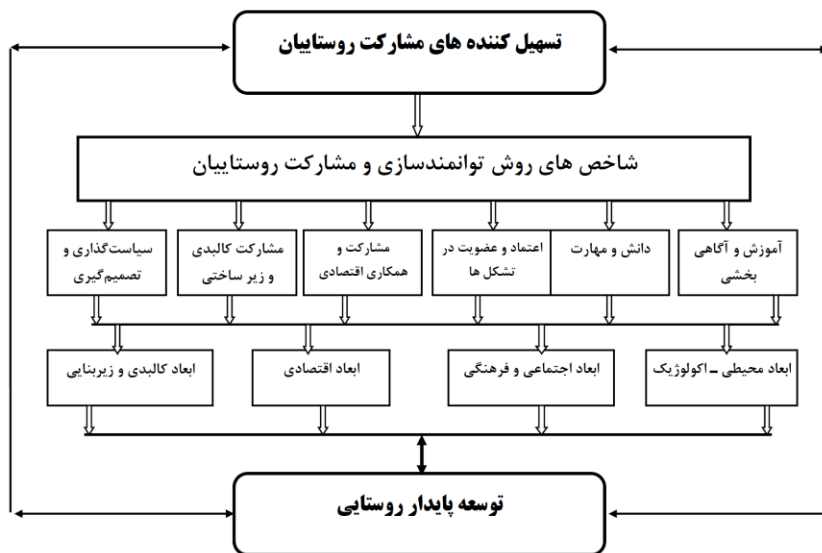 تسهیل کننده های مشارکت روستاییان
شاخص های روش توانمندسازی و مشارکت روستاییان
آموزش و آگاهی
بخشی
دانش و مهارت
اعتماد و عضویت در
تشکل ها
مشارکت و
همکاری اقتصادی
مشارکت کالبدی
و زیر ساختی
سیاست‌گذاری و
تصمیم‌گیری
ابعاد محیطی ـ اکولوژیک
ابعاد اجتماعی و فرهنگی
ابعاد اقتصادی
ابعاد کالبدی و زیربنایی
توسعه پایدار روستایی